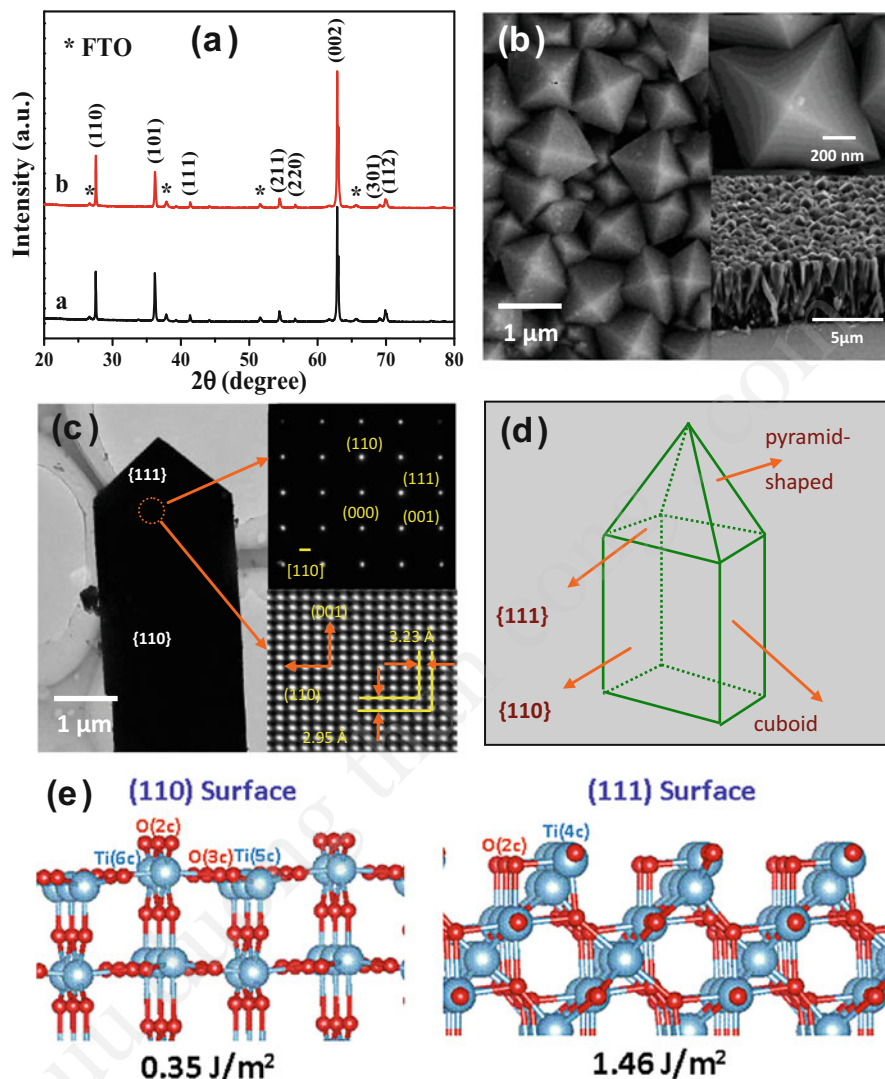 (a)
* FTO
Intensity (a.u.)
(110)
(101)
(111)
(211)
(220)
(002)
(301)
(112)
* * * *
b
a
20 30 40 50 60 70 80
2θ (degree)
(b)
1 μm
200 nm
5μm
(c)
{111}
{110}
1 μm
(110)
(111)
(000)
(001)
[110]
(001)
3.23 Å
(110)
2.95 Å
(d)
pyramid-
shaped
{111}
{110}
cuboid
(e)
(110) Surface
O(2c)
Ti(6c) O(3c) Ti(5c)
0.35 J/m²
(111) Surface
Ti(4c)
O(2c)
1.46 J/m²